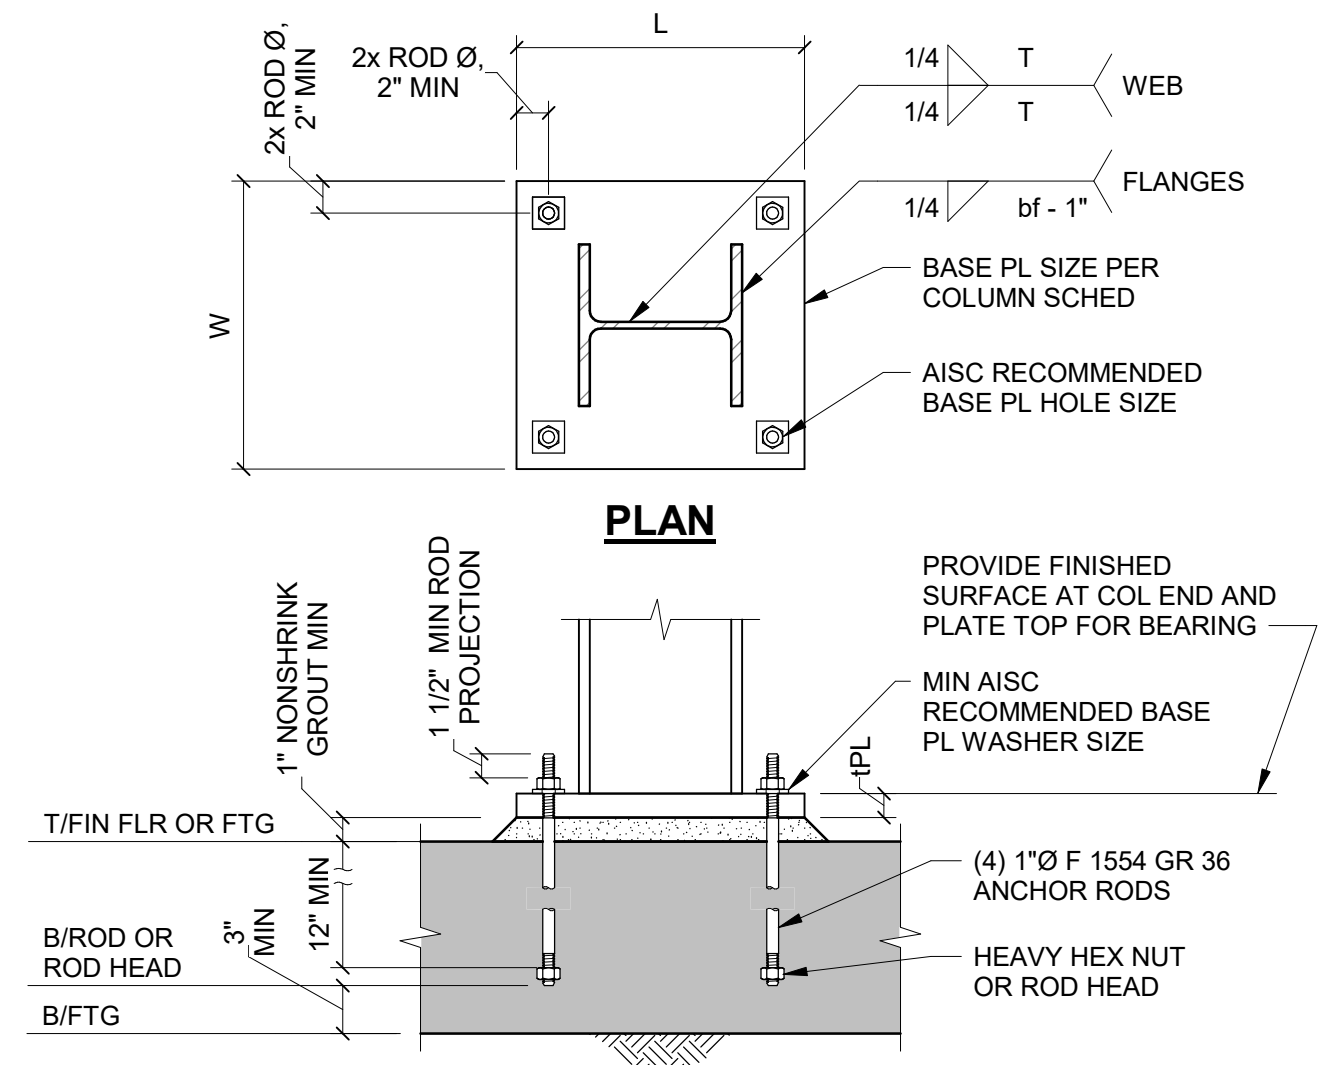 L
2x ROD Ø,
2" MIN
2x ROD Ø,
2" MIN
1/4 T
1/4 T
WEB
1/4 bf - 1"
FLANGES
W
BASE PL SIZE PER
COLUMN SCHED
AISC RECOMMENDED
BASE PL HOLE SIZE
PLAN
1" NONSHRINK
GROUT MIN
1 1/2" MIN ROD
PROJECTION
PROVIDE FINISHED
SURFACE AT COL END AND
PLATE TOP FOR BEARING
MIN AISC
RECOMMENDED BASE
PL WASHER SIZE
tPL
T/FIN FLR OR FTG
12" MIN
3"
MIN
B/ROD OR
ROD HEAD
B/FTG
(4) 1"Ø F 1554 GR 36
ANCHOR RODS
HEAVY HEX NUT
OR ROD HEAD